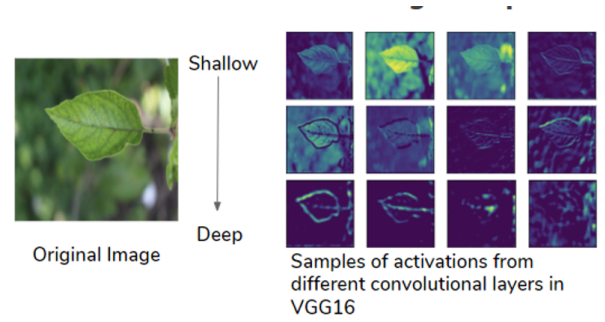 Shallow
Deep
Original Image
Samples of activations from
different convolutional layers in
VGG16